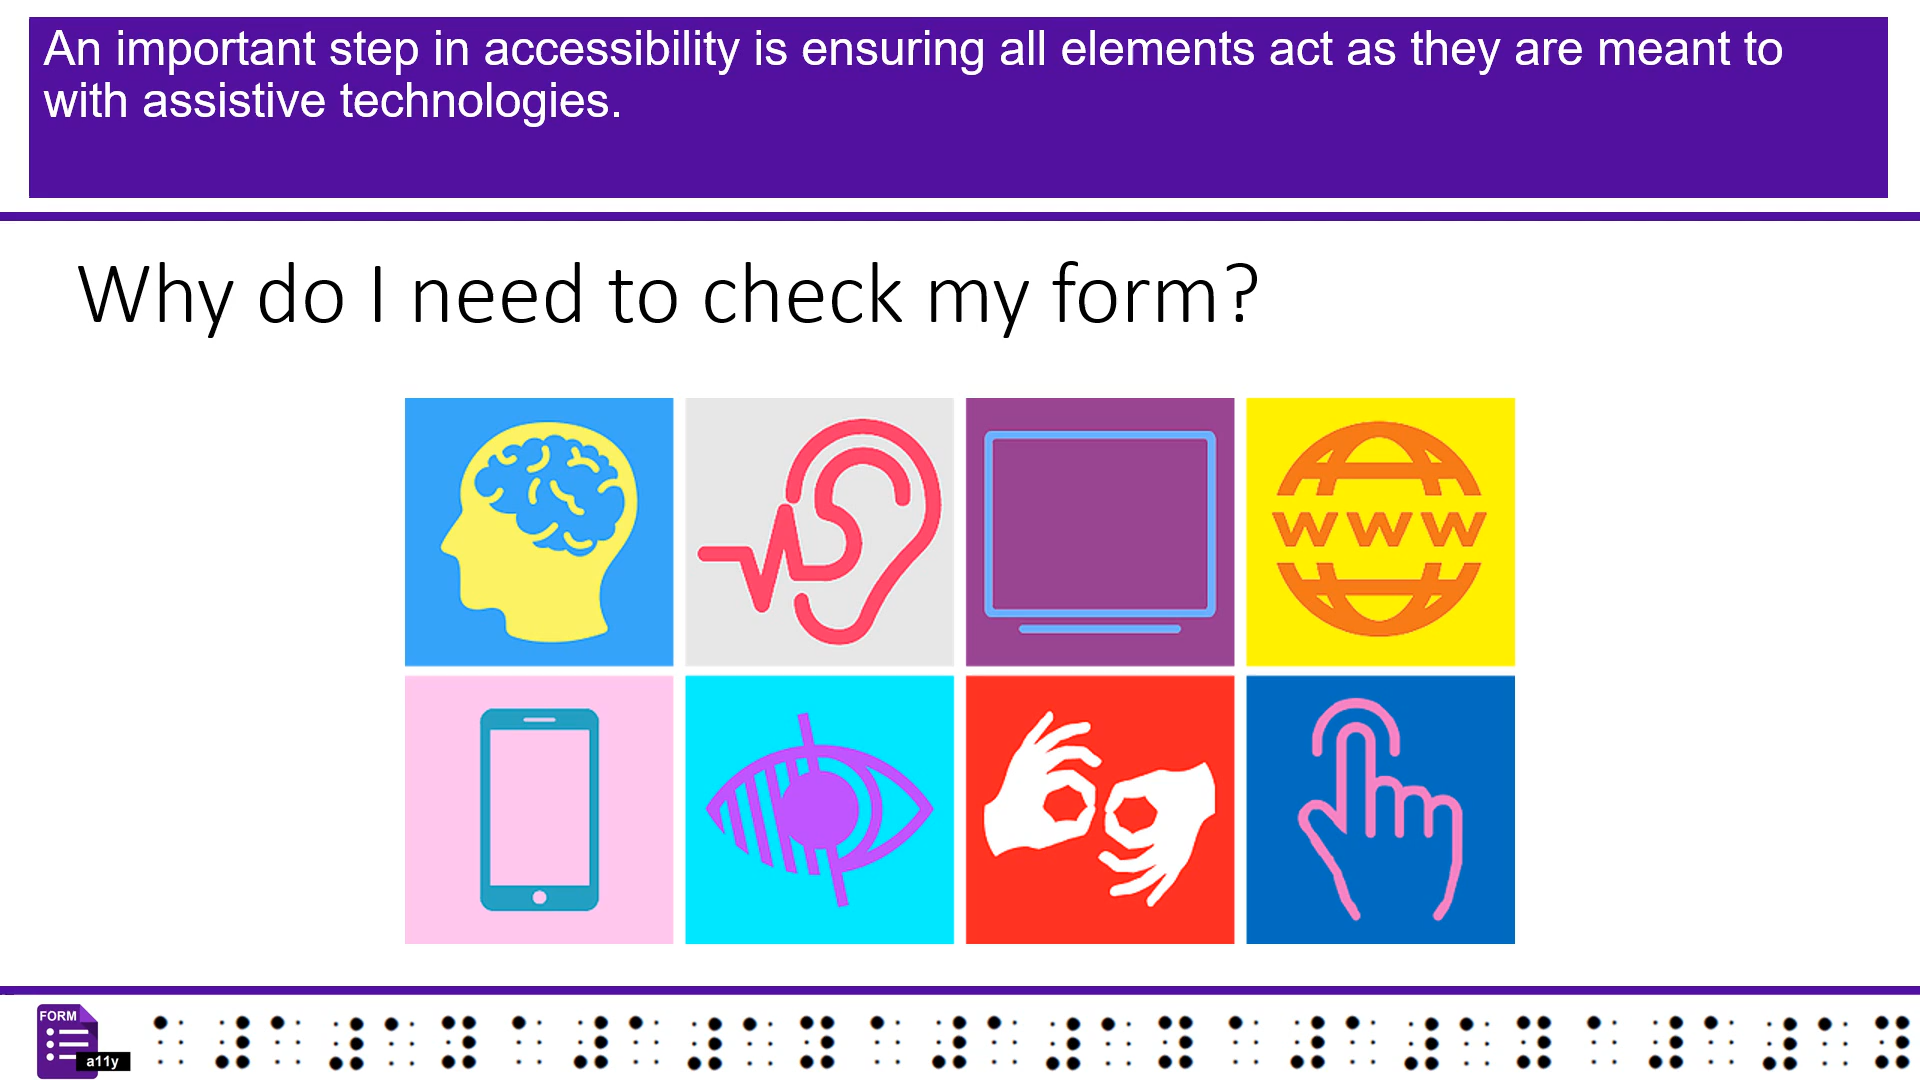 An important step in accessibility is ensuring all elements act as they are meant to
with assistive technologies.
Why do I need to check my form?
www
FORM
a11y